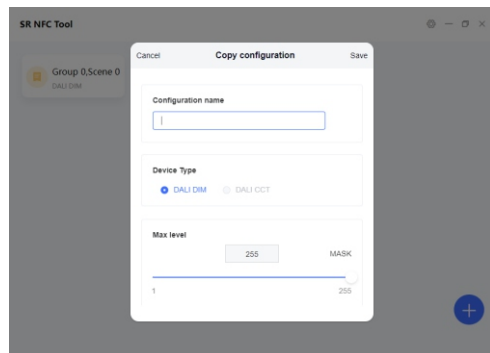 SR NFC Tool
Group 0,Scene 0
DALI DIM
Cancel Copy configuration Save
Configuration name
Device Type
DALI DIM DALI CCT
Max level
255 MASK
1 255